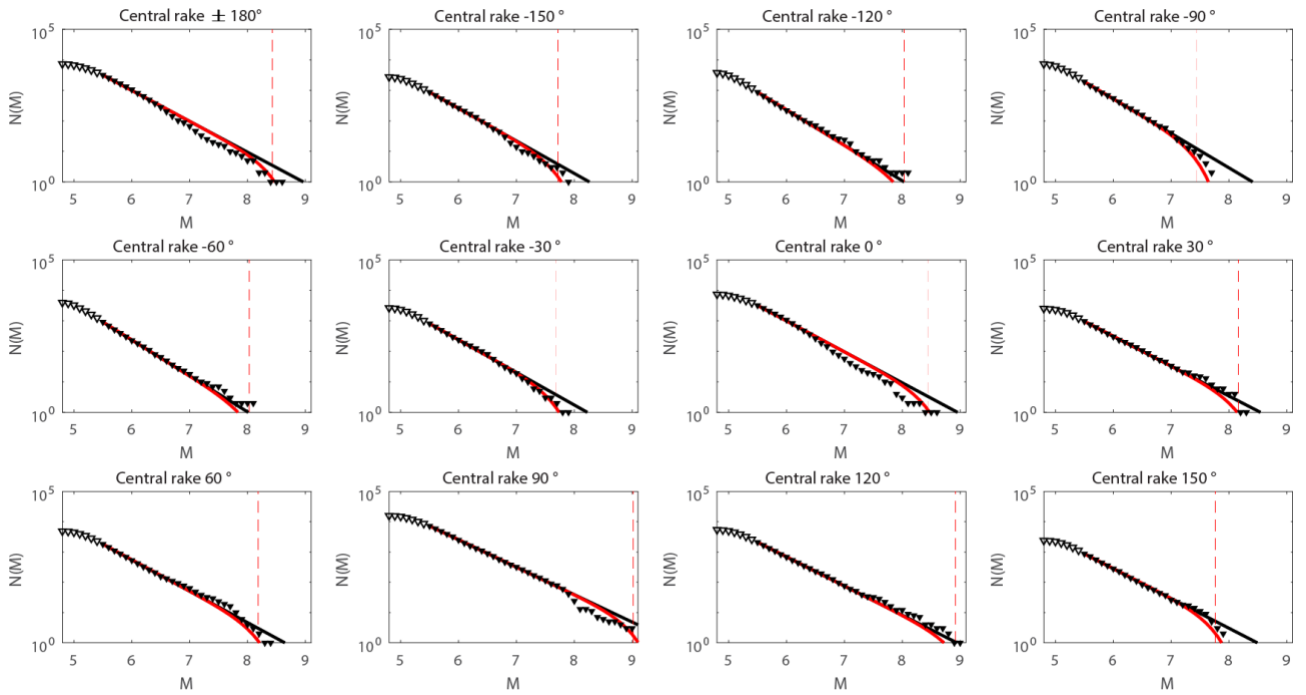 Central rake ± 180°
Central rake -150 °
Central rake -120 °
Central rake -90 °
10^5
10^5
10^5
10^5
N(M)
N(M)
N(M)
N(M)
10^0
10^0
10^0
10^0
5 6 7 8 9
5 6 7 8 9
5 6 7 8 9
5 6 7 8 9
M
M
M
M
Central rake -60 °
Central rake -30 °
Central rake 0 °
Central rake 30 °
10^5
10^5
10^5
10^5
N(M)
N(M)
N(M)
N(M)
10^0
10^0
10^0
10^0
5 6 7 8 9
5 6 7 8 9
5 6 7 8 9
5 6 7 8 9
M
M
M
M
Central rake 60 °
Central rake 90 °
Central rake 120 °
Central rake 150 °
10^5
10^5
10^5
10^5
N(M)
N(M)
N(M)
N(M)
10^0
10^0
10^0
10^0
5 6 7 8 9
5 6 7 8 9
5 6 7 8 9
5 6 7 8 9
M
M
M
M